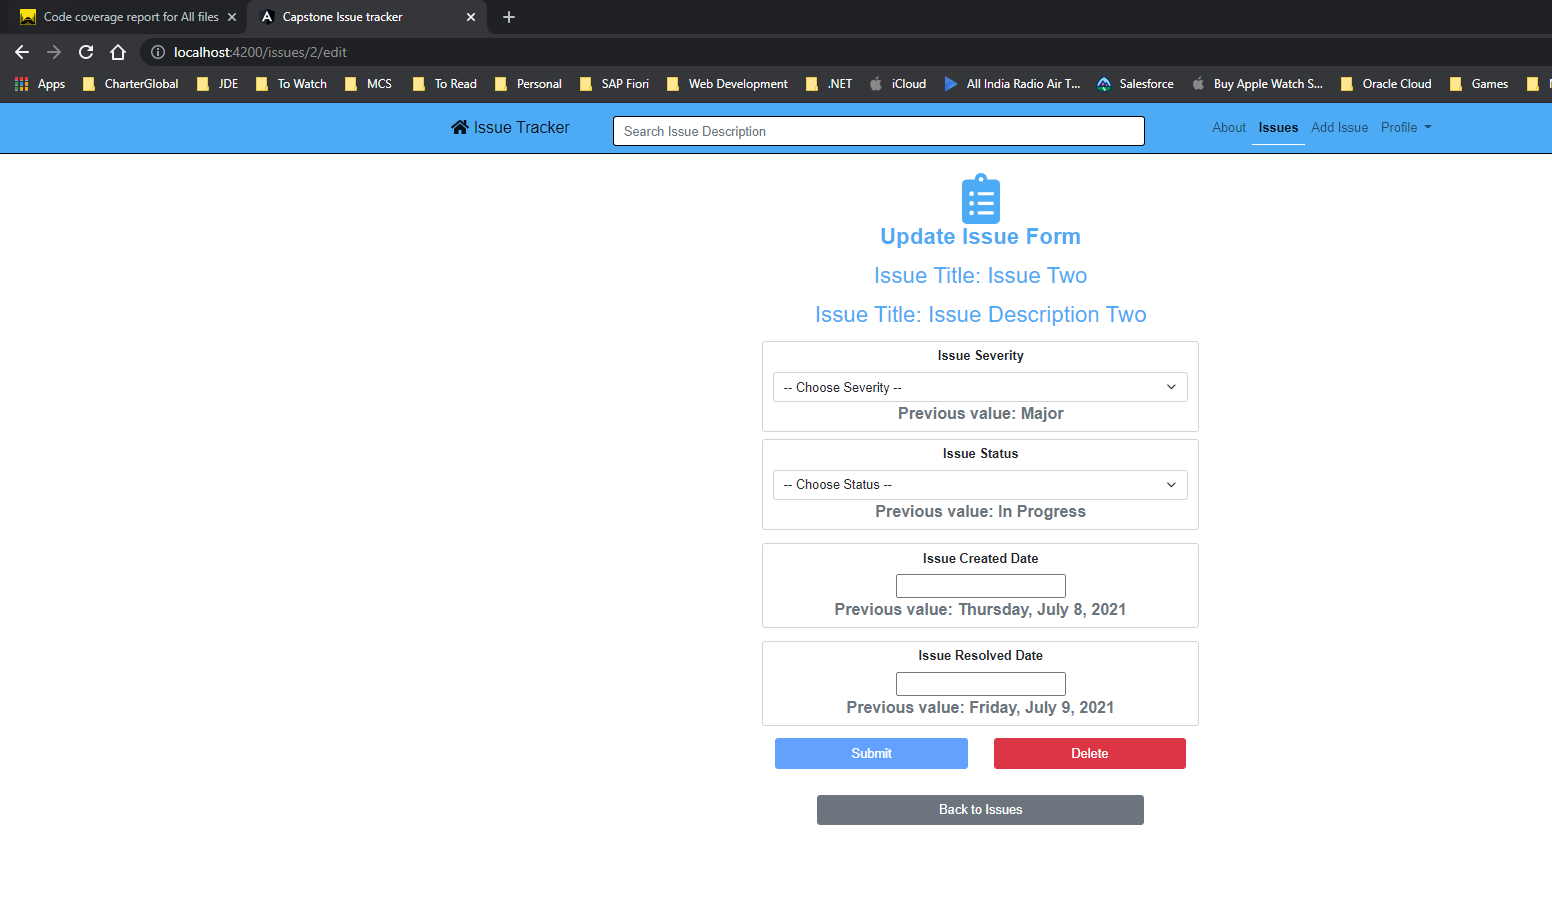 Code coverage report for All files
Capstone Issue tracker
localhost:4200/issues/2/edit
Apps CharterGlobal JDE To Watch MCS To Read Personal SAP Fiori Web Development .NET iCloud All India Radio Air T... Salesforce Buy Apple Watch S... Oracle Cloud Games
Issue Tracker Search Issue Description About Issues Add Issue Profile
Update Issue Form
Issue Title: Issue Two
Issue Title: Issue Description Two
Issue Severity
-- Choose Severity --
Previous value: Major
Issue Status
-- Choose Status --
Previous value: In Progress
Issue Created Date
Previous value: Thursday, July 8, 2021
Issue Resolved Date
Previous value: Friday, July 9, 2021
Submit Delete
Back to Issues